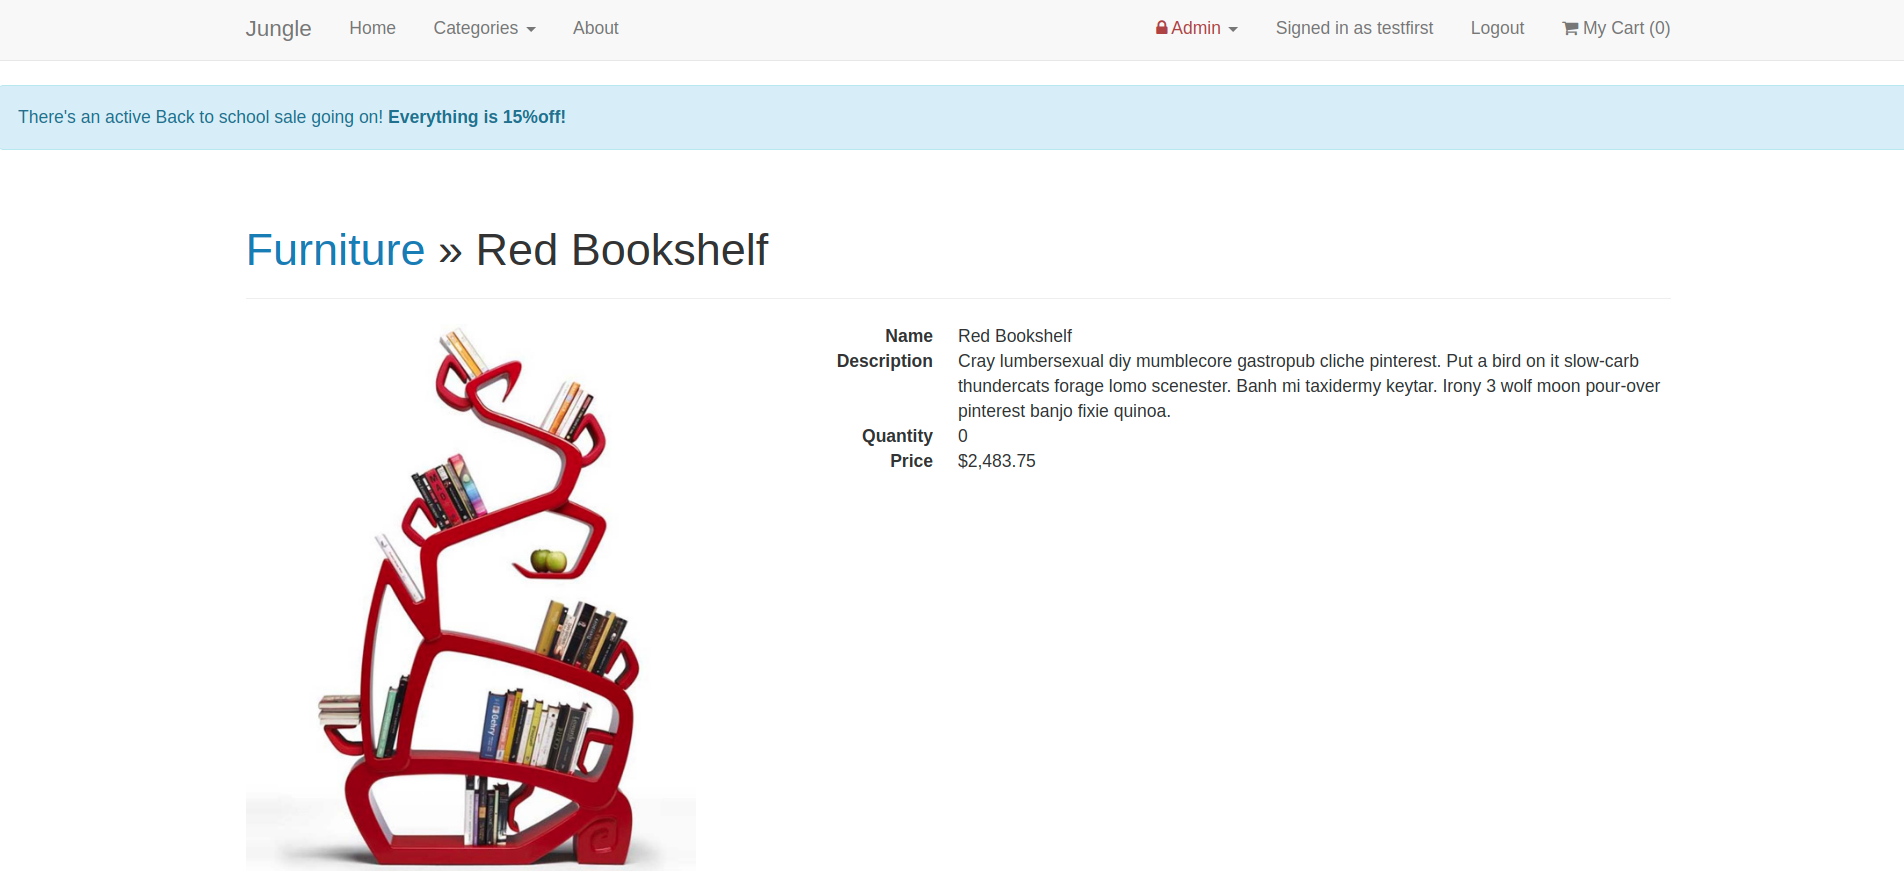 Jungle Home Categories About Admin Signed in as testfirst Logout My Cart (0)
There's an active Back to school sale going on! Everything is 15%off!
Furniture » Red Bookshelf
Name Red Bookshelf
Description Cray lumbersexual diy mumblecore gastropub cliche pinterest. Put a bird on it slow-carb
thundercats forage lomo scenester. Banh mi taxidermy keytar. Irony 3 wolf moon pour-over
pinterest banjo fixie quinoa.
Quantity 0
Price $2,483.75
Gehry